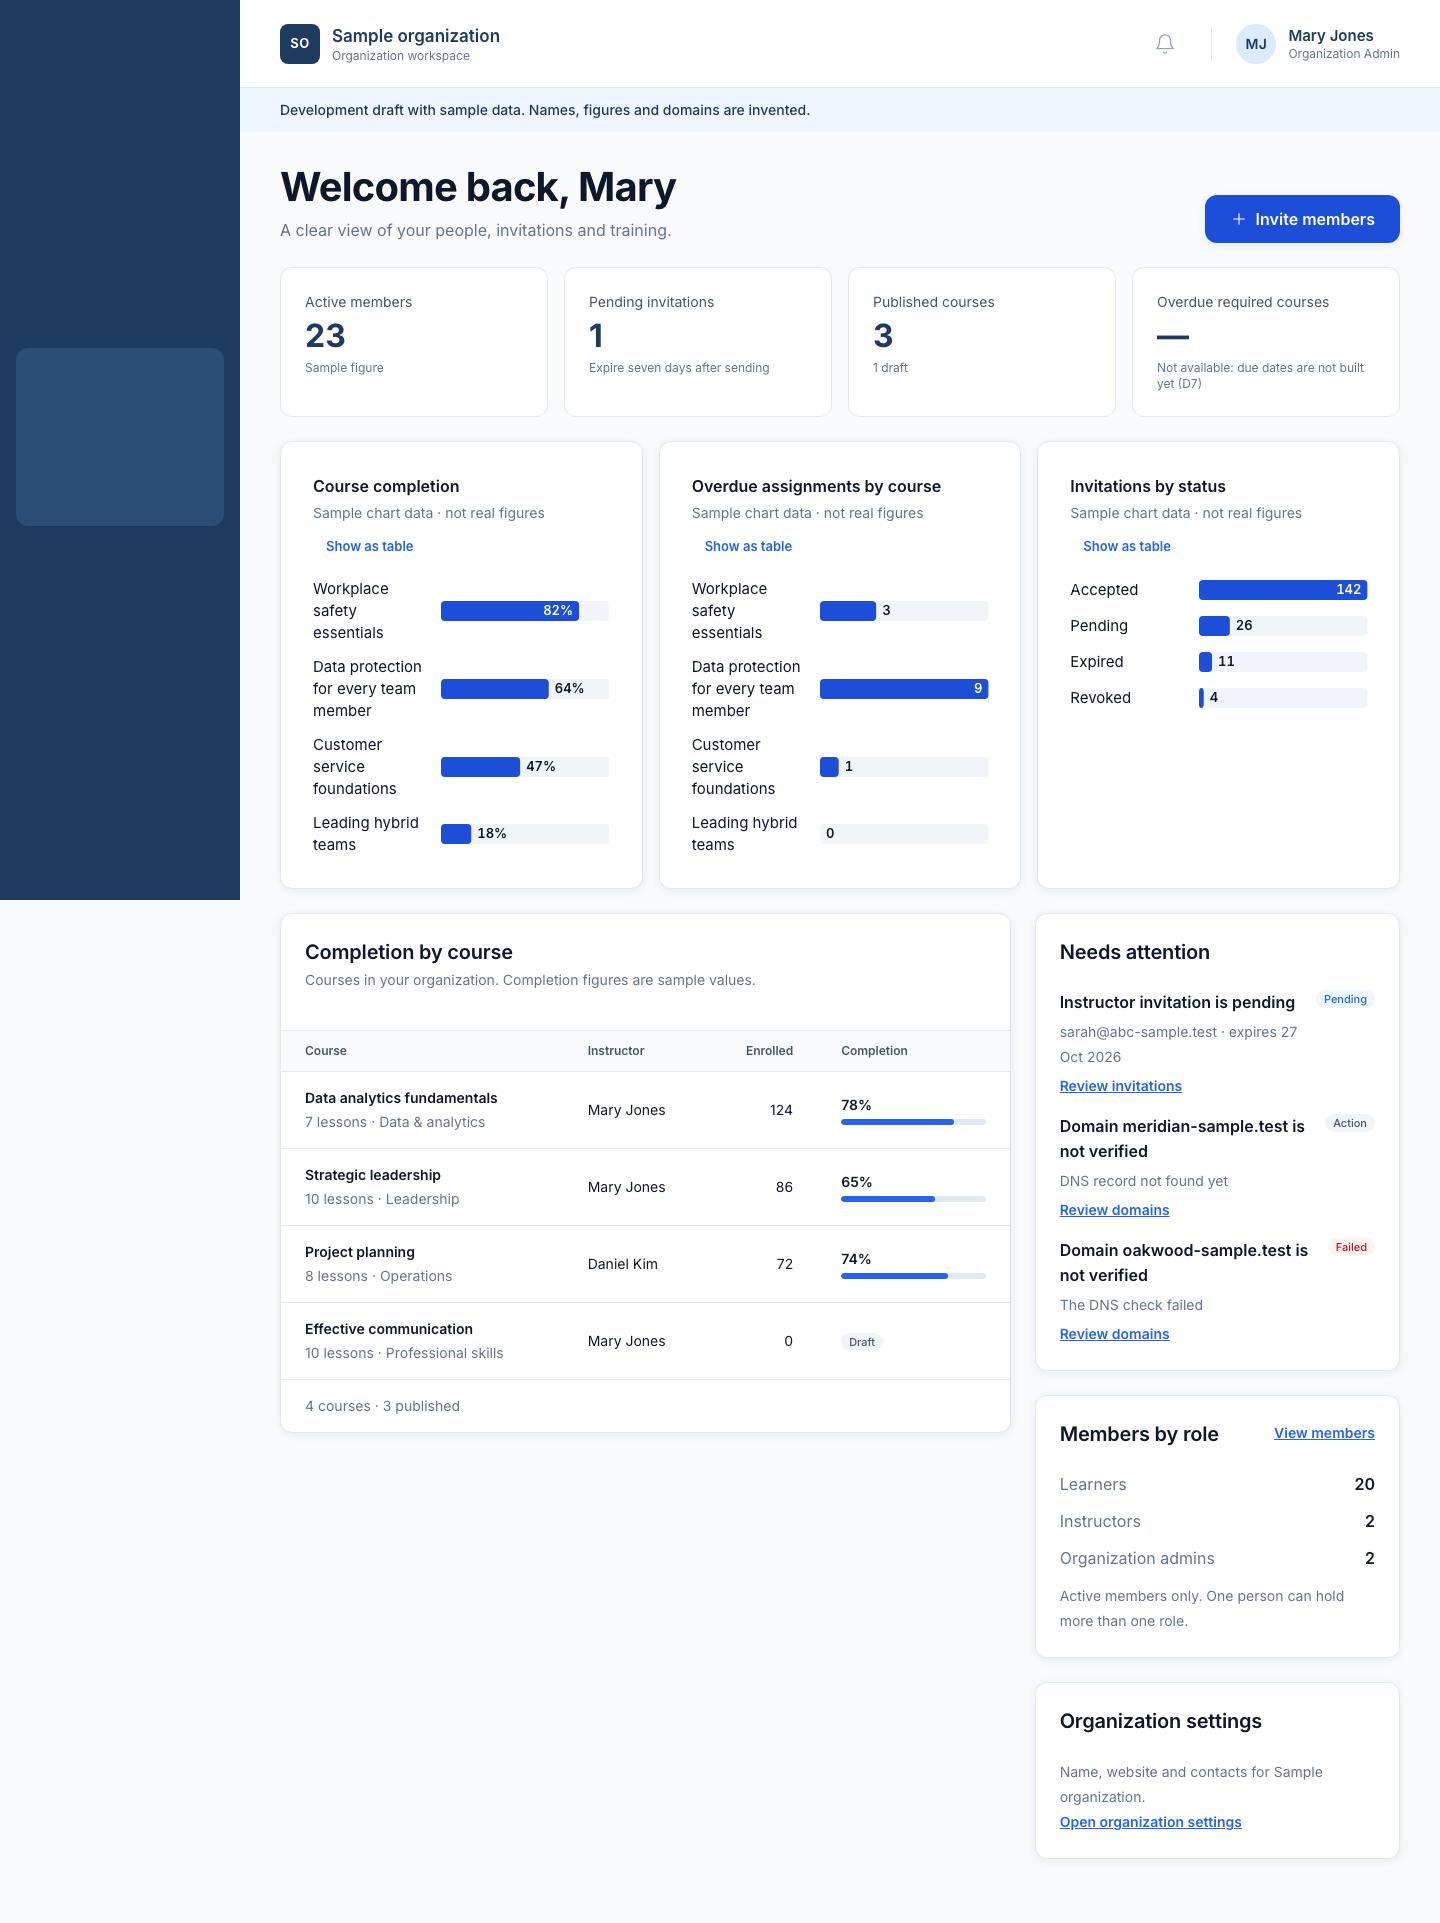 SO
Sample organization
Organization workspace
MJ
Mary Jones
Organization Admin
Development draft with sample data. Names, figures and domains are invented.
Welcome back, Mary
A clear view of your people, invitations and training.
Invite members
Active members
23
Sample figure
Pending invitations
1
Expire seven days after sending
Published courses
3
1 draft
Overdue required courses
—
Not available: due dates are not built
yet (D7)
Course completion
Sample chart data · not real figures
Show as table
Workplace
safety
essentials
82%
Data protection
for every team
member
64%
Customer
service
foundations
47%
Leading hybrid
teams
18%
Overdue assignments by course
Sample chart data · not real figures
Show as table
Workplace
safety
essentials
3
Data protection
for every team
member
9
Customer
service
foundations
1
Leading hybrid
teams
0
Invitations by status
Sample chart data · not real figures
Show as table
Accepted 142
Pending 26
Expired 11
Revoked 4
Completion by course
Courses in your organization. Completion figures are sample values.
Course Instructor Enrolled Completion
Data analytics fundamentals
7 lessons · Data & analytics
Mary Jones 124 78%
Strategic leadership
10 lessons · Leadership
Mary Jones 86 65%
Project planning
8 lessons · Operations
Daniel Kim 72 74%
Effective communication
10 lessons · Professional skills
Mary Jones 0 Draft
4 courses · 3 published
Needs attention
Instructor invitation is pending Pending
sarah@abc-sample.test · expires 27
Oct 2026
Review invitations
Domain meridian-sample.test is Action
not verified
DNS record not found yet
Review domains
Domain oakwood-sample.test is Failed
not verified
The DNS check failed
Review domains
Members by role View members
Learners 20
Instructors 2
Organization admins 2
Active members only. One person can hold
more than one role.
Organization settings
Name, website and contacts for Sample
organization.
Open organization settings